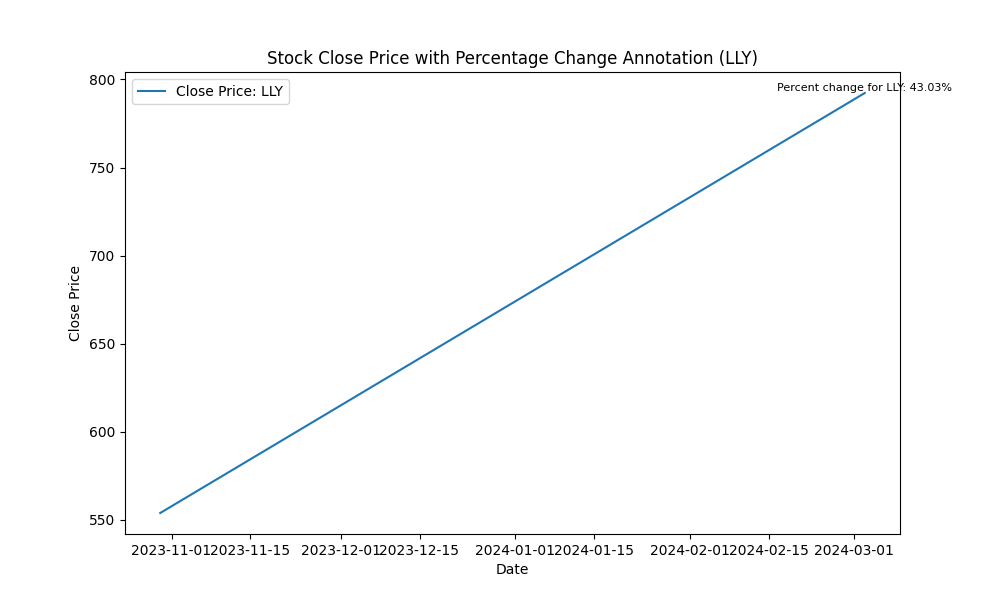 Stock Close Price with Percentage Change Annotation (LLY)
Close Price: LLY
Percent change for LLY: 43.03%
Close Price
800
750
700
650
600
550
2023-11-01 2023-11-15 2023-12-01 2023-12-15 2024-01-01 2024-01-15 2024-02-01 2024-02-15 2024-03-01
Date